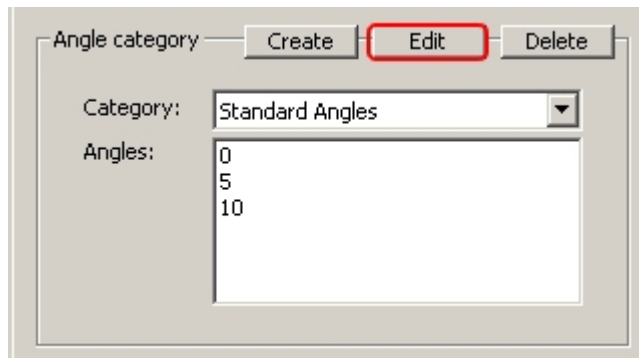 Angle category Create Edit Delete
Category: Standard Angles
Angles: 0
5
10